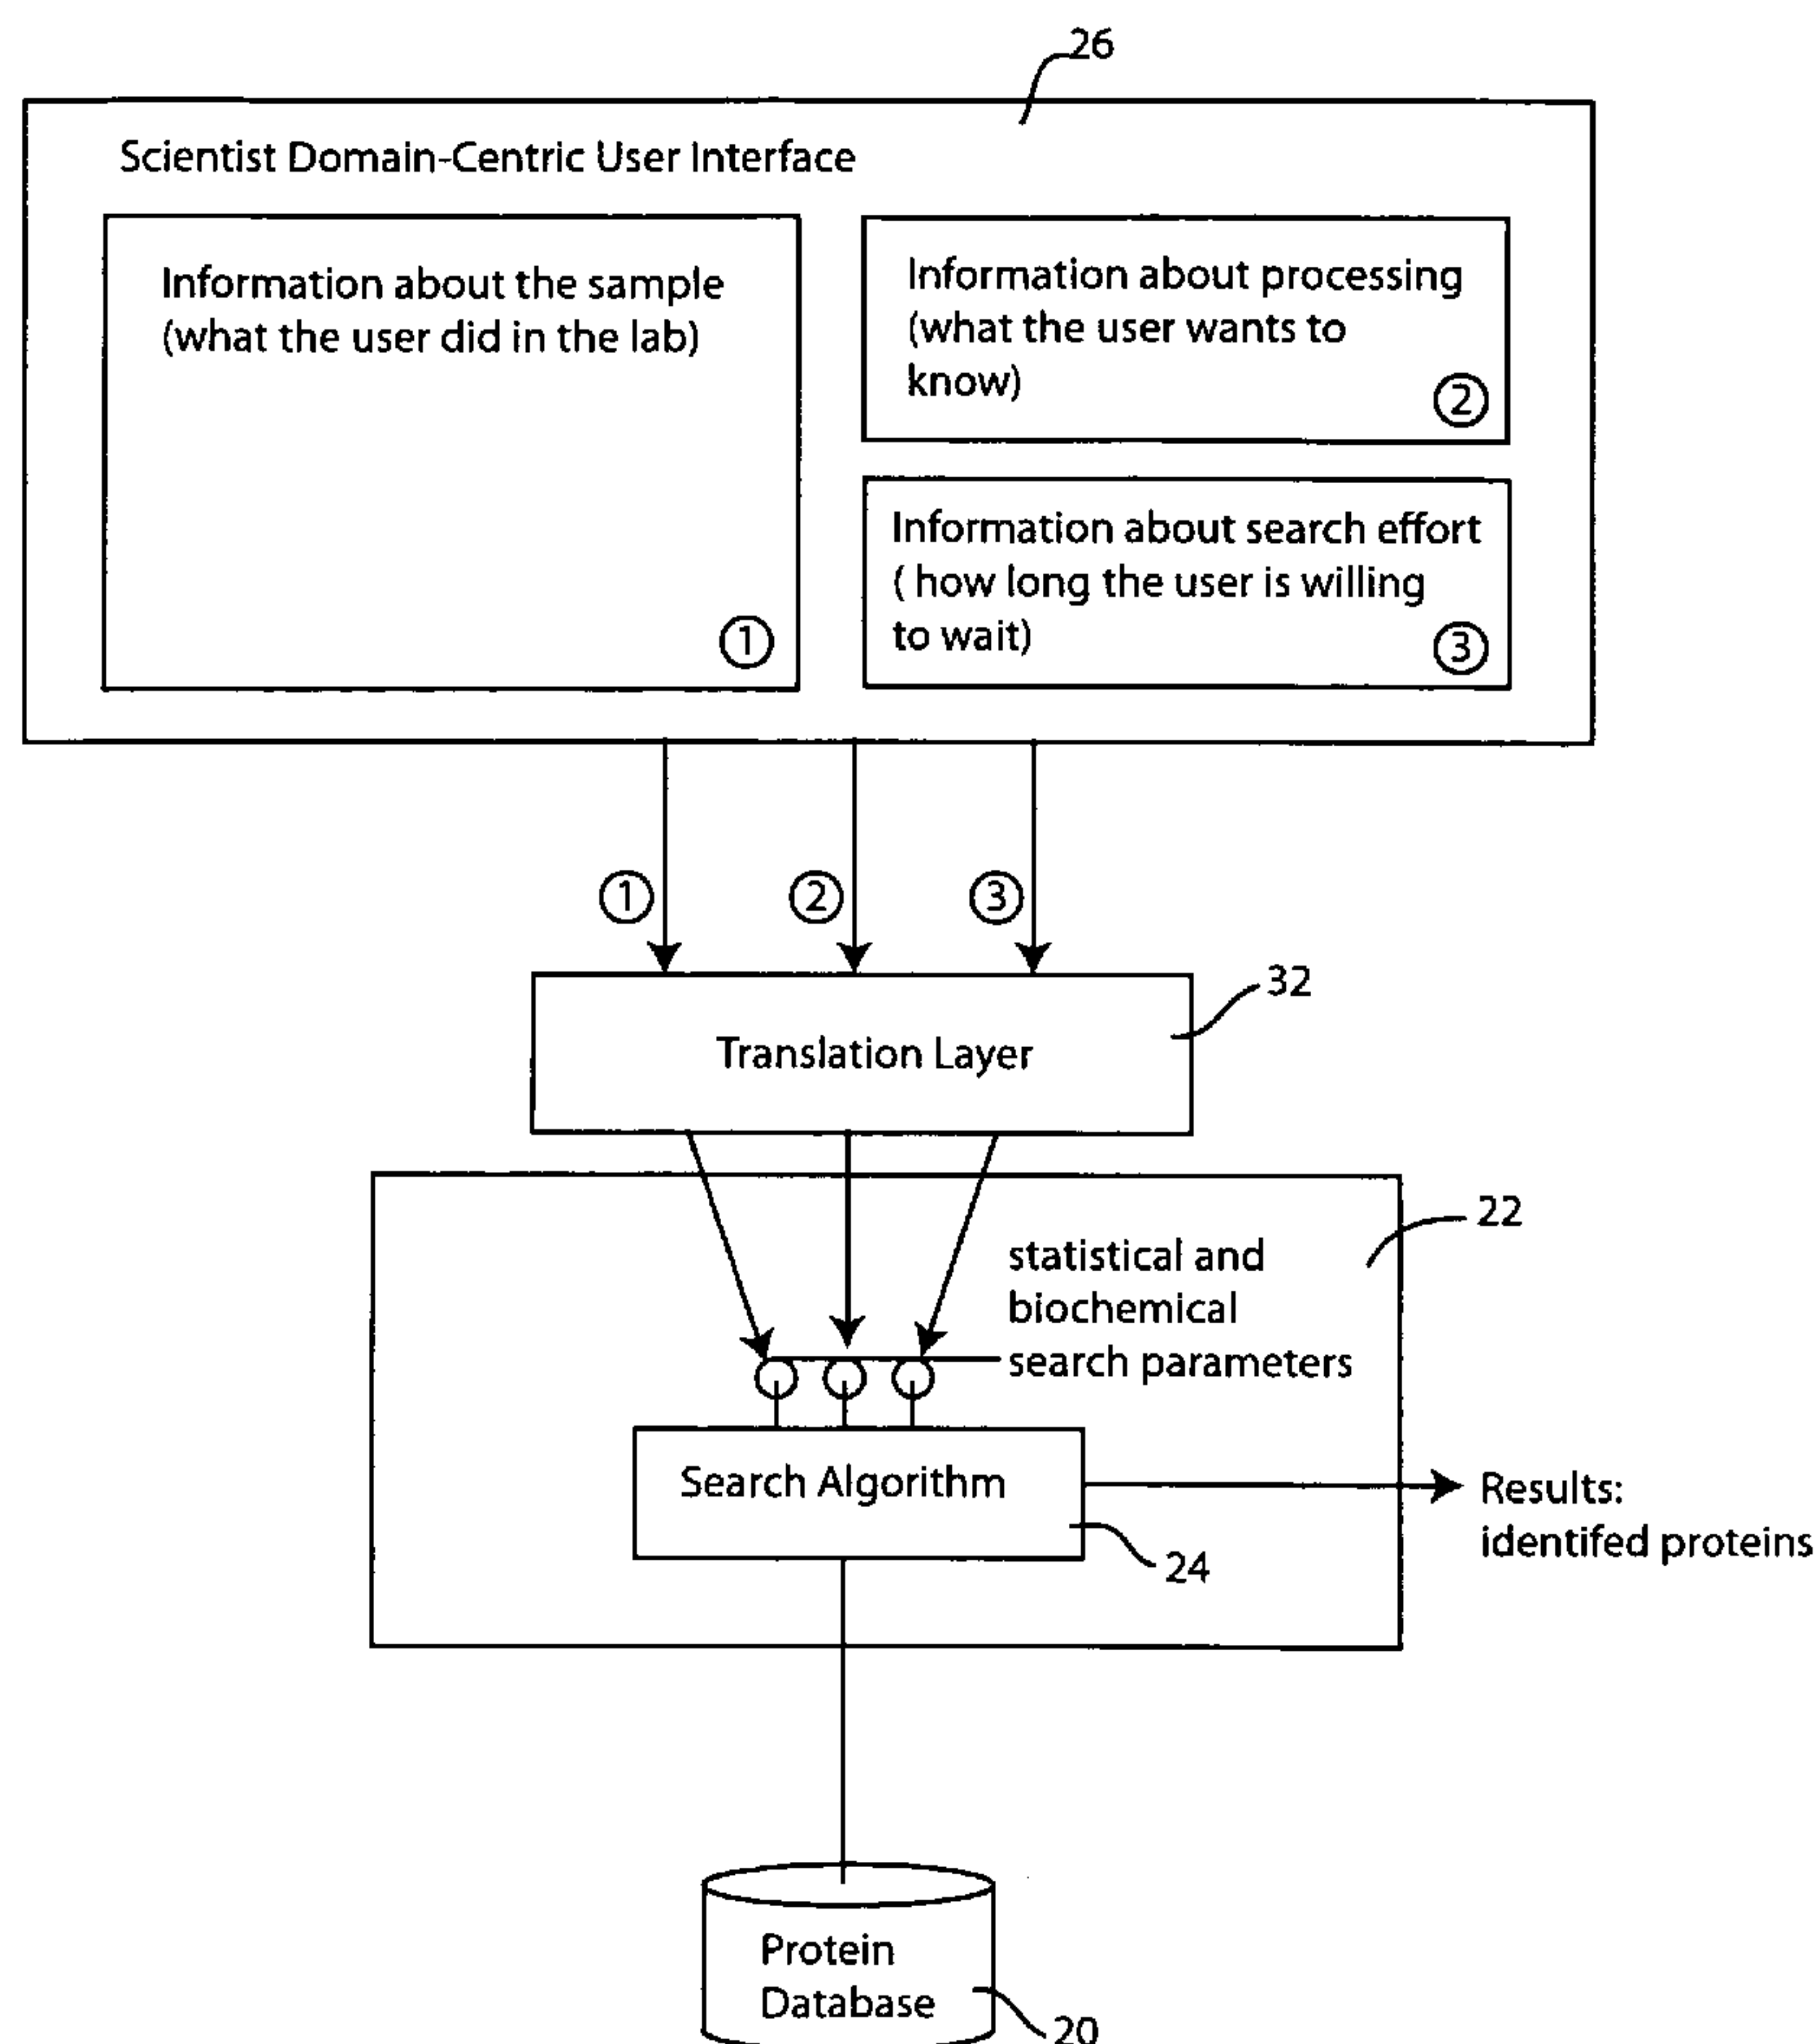 26
Scientist Domain-Centric User Interface
Information about the sample
(what the user did in the lab)
①
Information about processing
(what the user wants to
know)
②
Information about search effort
( how long the user is willing
to wait)
③
①
②
③
32
Translation Layer
22
statistical and
biochemical
search parameters
Search Algorithm
24
Results:
identifed proteins
Protein
Database
20